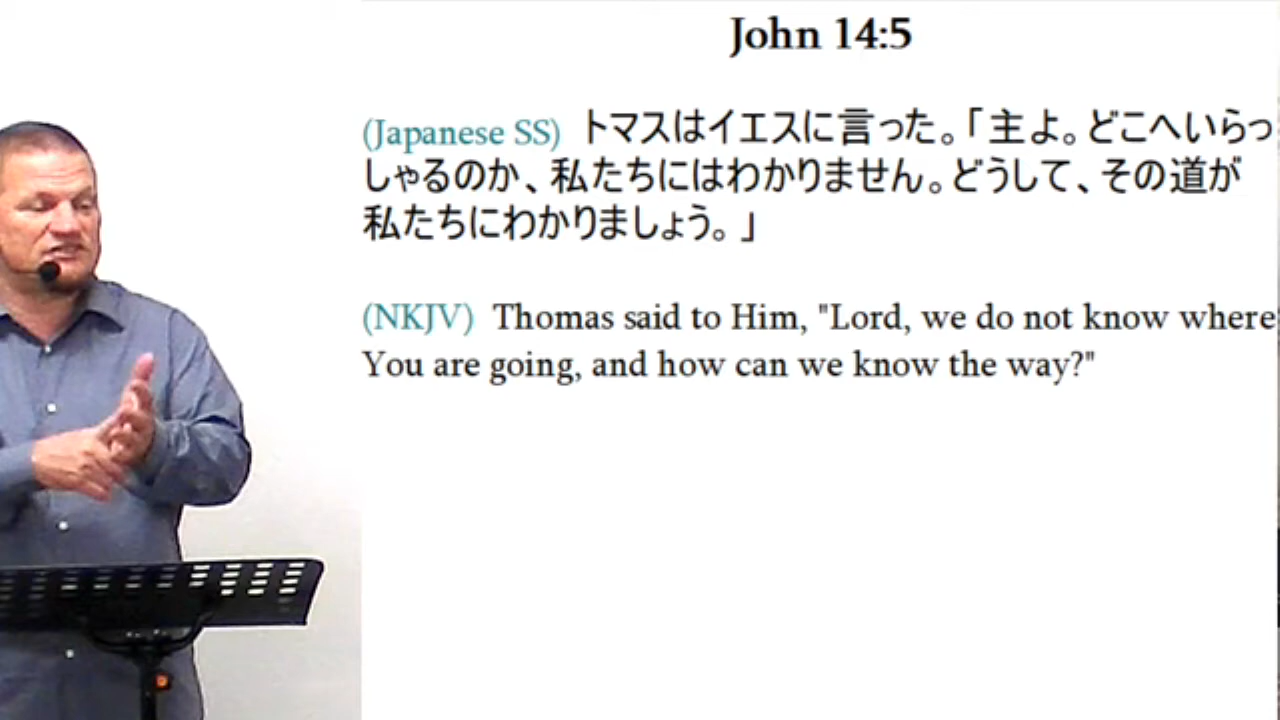 John 14:5
(Japanese SS) トマスはイエスに言った。「主よ。どこへいらっ
しゃるのか、私たちにはわかりません。どうして、その道が
私たちにわかりましょう。」
(NKJV) Thomas said to Him, "Lord, we do not know where
You are going, and how can we know the way?"